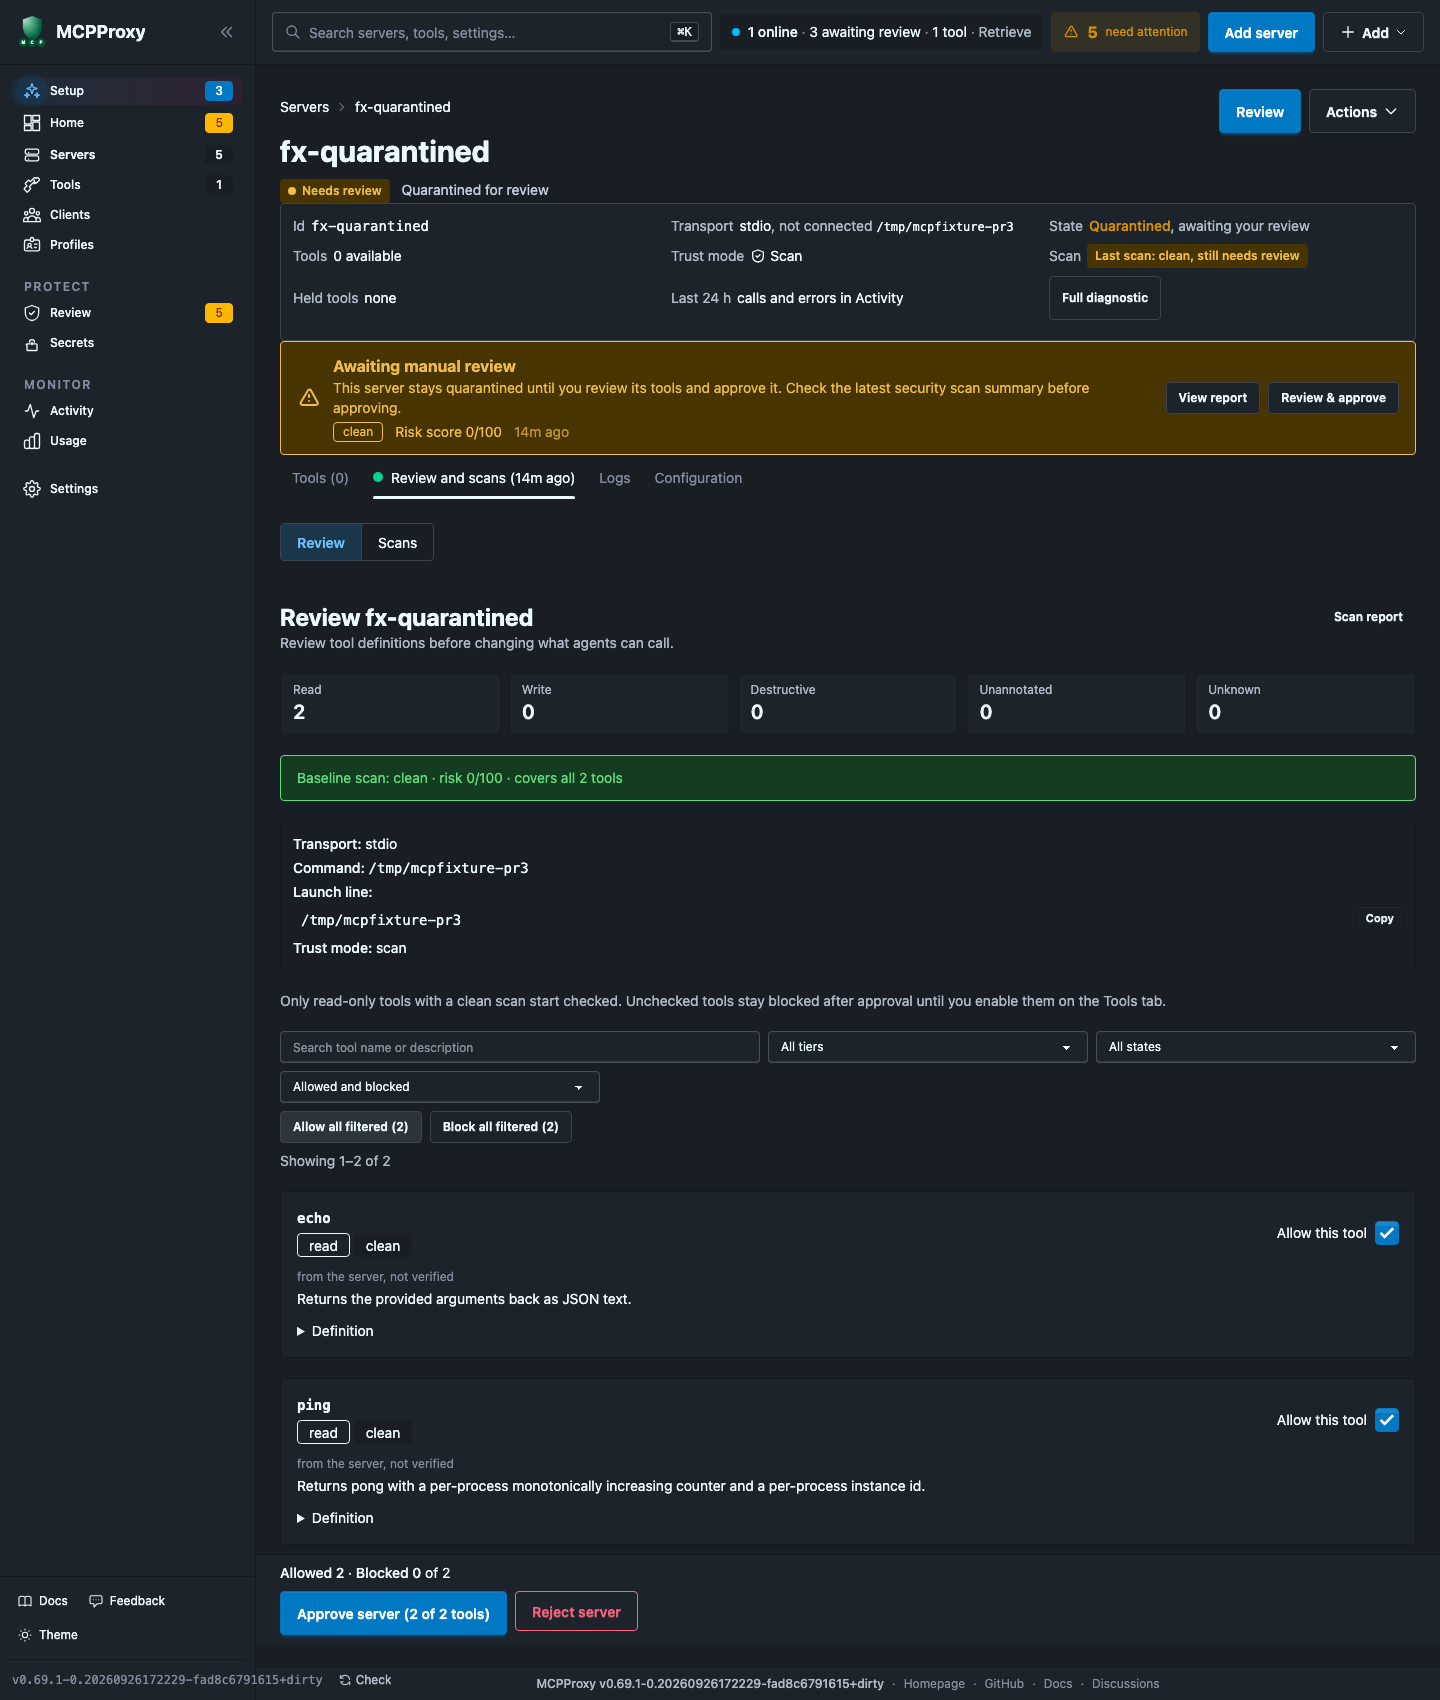 MCPProxy
Search servers, tools, settings...
⌘K
1 online · 3 awaiting review · 1 tool · Retrieve
5 need attention
Add server
Add
Setup 3
Home 5
Servers 5
Tools 1
Clients
Profiles
PROTECT
Review 5
Secrets
MONITOR
Activity
Usage
Settings
Servers > fx-quarantined
Review
Actions
fx-quarantined
Needs review Quarantined for review
Id fx-quarantined
Transport stdio, not connected /tmp/mcpfixture-pr3
State Quarantined, awaiting your review
Tools 0 available
Trust mode Scan
Scan Last scan: clean, still needs review
Held tools none
Last 24 h calls and errors in Activity
Full diagnostic
Awaiting manual review
This server stays quarantined until you review its tools and approve it. Check the latest security scan summary before
approving.
clean Risk score 0/100 14m ago
View report
Review & approve
Tools (0)
Review and scans (14m ago)
Logs
Configuration
Review
Scans
Review fx-quarantined
Scan report
Review tool definitions before changing what agents can call.
Read
2
Write
0
Destructive
0
Unannotated
0
Unknown
0
Baseline scan: clean · risk 0/100 · covers all 2 tools
Transport: stdio
Command: /tmp/mcpfixture-pr3
Launch line:
/tmp/mcpfixture-pr3
Copy
Trust mode: scan
Only read-only tools with a clean scan start checked. Unchecked tools stay blocked after approval until you enable them on the Tools tab.
Search tool name or description
All tiers
All states
Allowed and blocked
Allow all filtered (2)
Block all filtered (2)
Showing 1–2 of 2
echo
read clean
Allow this tool
from the server, not verified
Returns the provided arguments back as JSON text.
Definition
ping
read clean
Allow this tool
from the server, not verified
Returns pong with a per-process monotonically increasing counter and a per-process instance id.
Definition
Allowed 2 · Blocked 0 of 2
Approve server (2 of 2 tools)
Reject server
Docs
Feedback
Theme
v0.69.1-0.20260926172229-fad8c6791615+dirty
Check
MCPProxy v0.69.1-0.20260926172229-fad8c6791615+dirty · Homepage · GitHub · Docs · Discussions